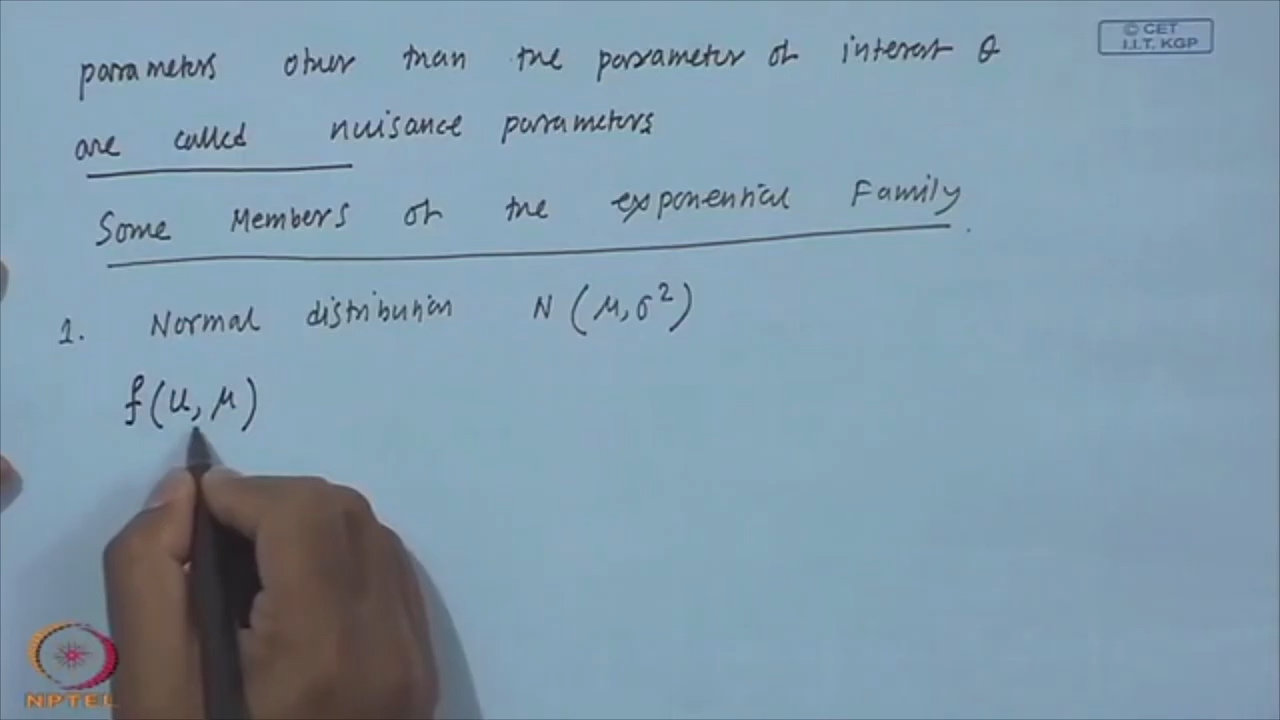 © CET
I.I.T. KGP
parameters other than the parameter of interest θ
are called nuisance parameters
Some Members of the exponential Family.
1. Normal distribution N(μ,σ²)
f(u,μ)
NPTEL